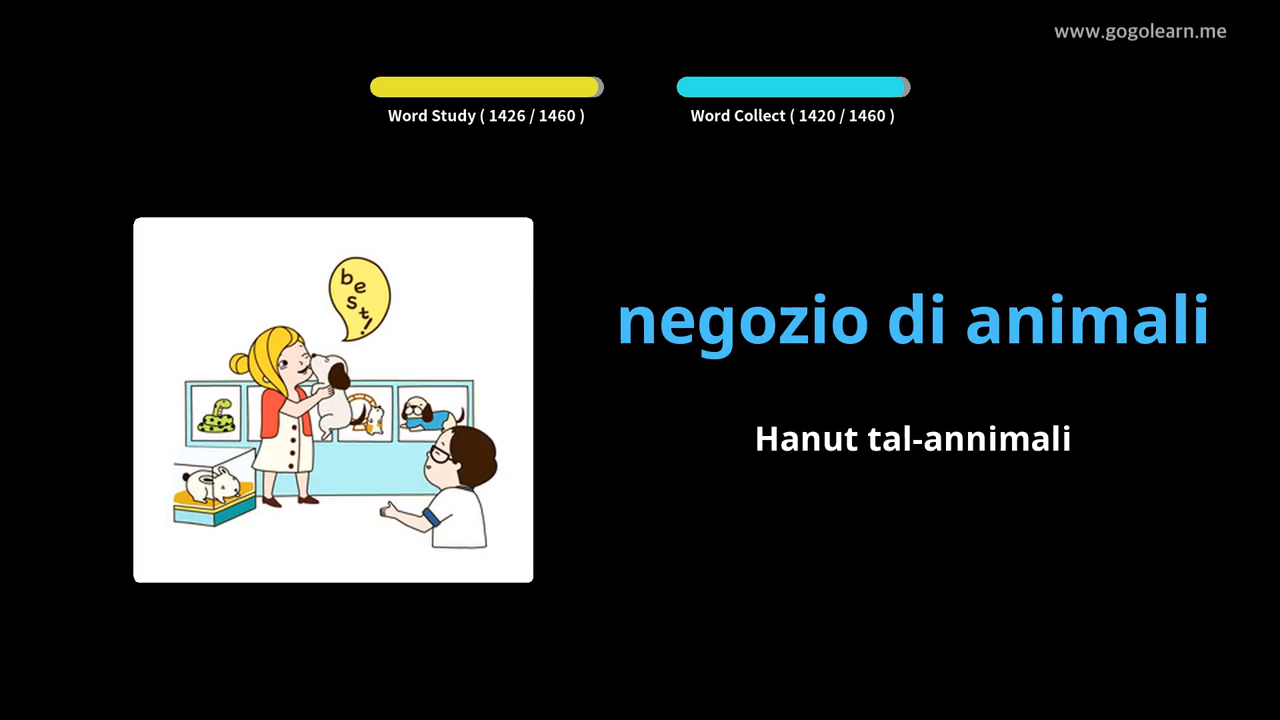 www.gogolearn.me
Word Study ( 1426 / 1460 )
Word Collect ( 1420 / 1460 )
best!
negozio di animali
Hanut tal-annimali